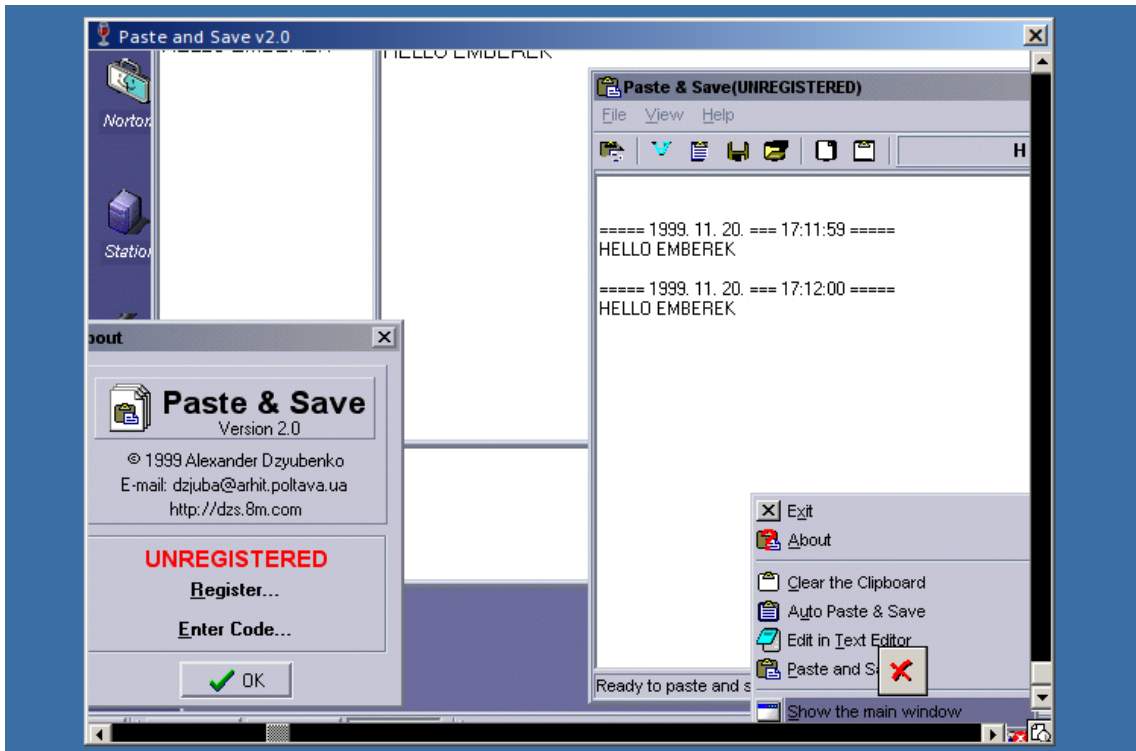 Paste and Save v2.0
HELLO EMBEREK
Norton
Paste & Save(UNREGISTERED)
File View Help
H
===== 1999. 11. 20. === 17:11:59 =====
HELLO EMBEREK
===== 1999. 11. 20. === 17:12:00 =====
HELLO EMBEREK
Ready to paste and s
Station
bout
Paste & Save
Version 2.0
© 1999 Alexander Dzyubenko
E-mail: dzjuba@arhit.poltava.ua
http://dzs.8m.com
UNREGISTERED
Register...
Enter Code...
OK
Exit
About
Clear the Clipboard
Auto Paste & Save
Edit in Text Editor
Paste and S
Show the main window